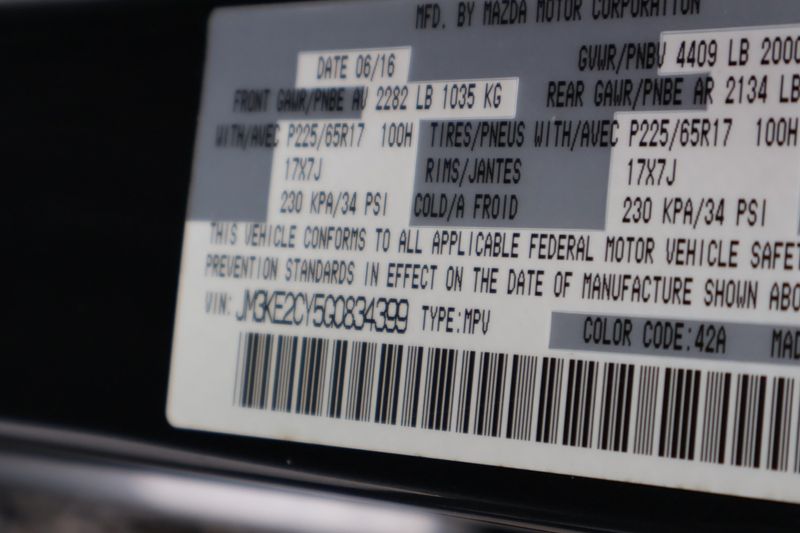 MFD. BY MAZDA MOTOR CORPORATION
DATE 06/16 GVWR/PNBV 4409 LB 2000
FRONT GAWR/PNBE AV 2282 LB 1035 KG REAR GAWR/PNBE AR 2134 LB
WITH/AVEC P225/65R17 100H TIRES/PNEUS WITH/AVEC P225/65R17 100H
17X7J RIMS/JANTES 17X7J
230 KPA/34 PSI COLD/A FROID 230 KPA/34 PSI
THIS VEHICLE CONFORMS TO ALL APPLICABLE FEDERAL MOTOR VEHICLE SAFET
PREVENTION STANDARDS IN EFFECT ON THE DATE OF MANUFACTURE SHOWN ABO
VIN: JM3KE2CY5G0834399 TYPE:MPV COLOR CODE:42A MAD